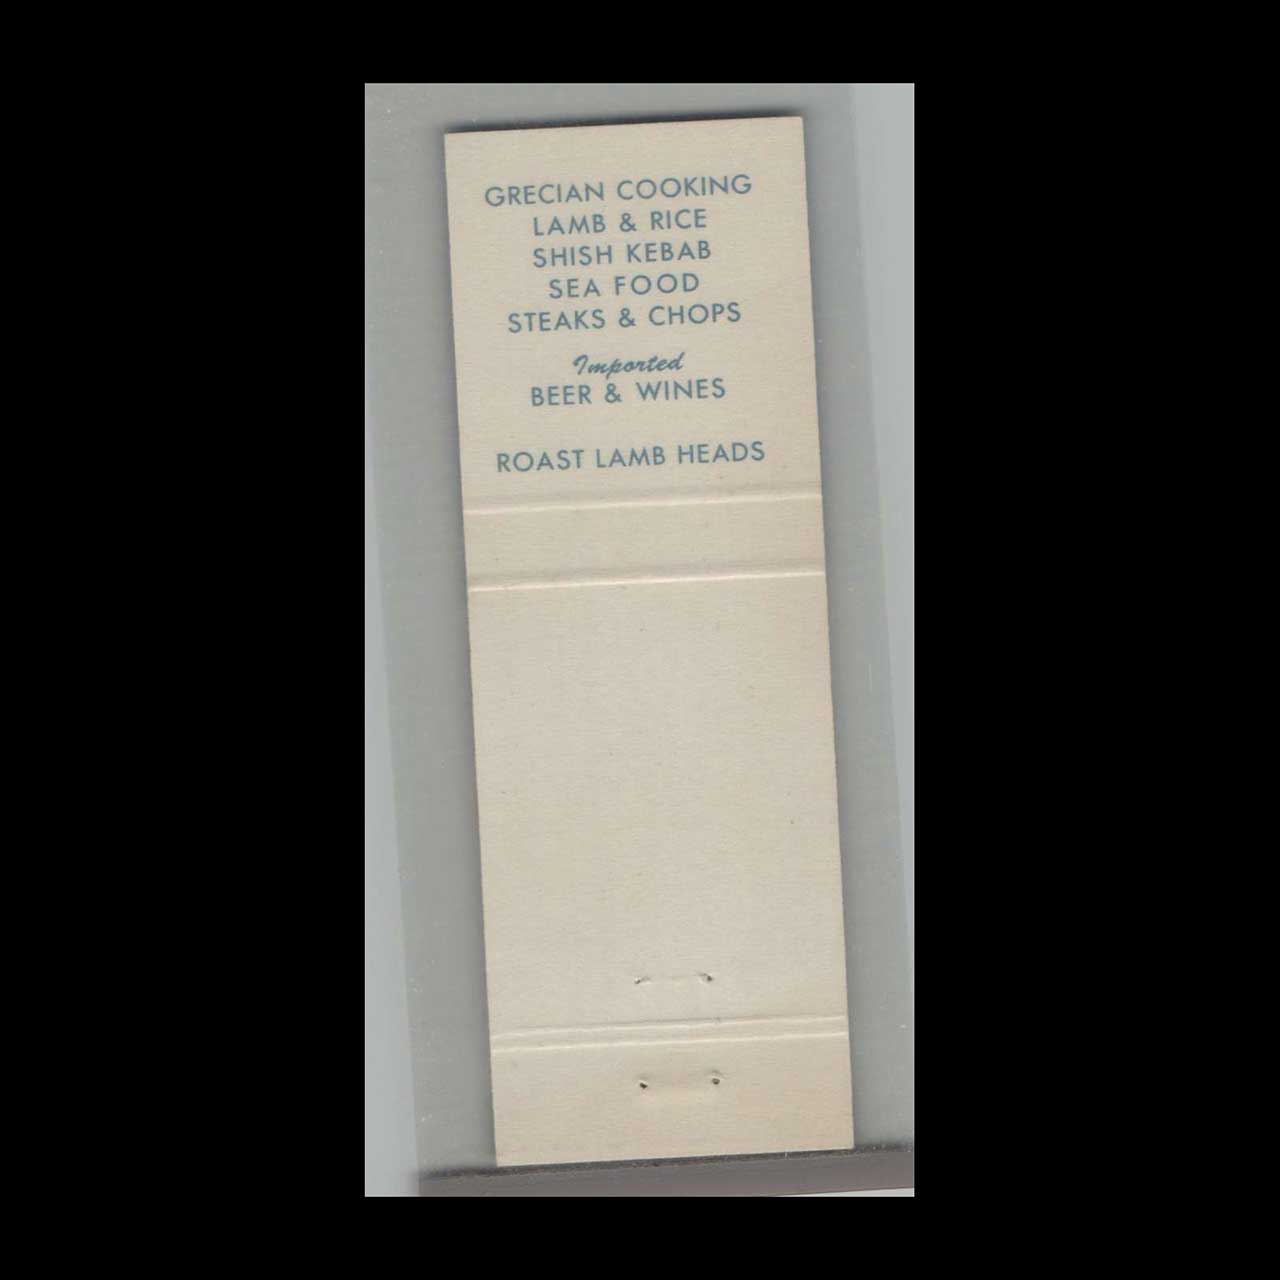 GRECIAN COOKING
LAMB & RICE
SHISH KEBAB
SEA FOOD
STEAKS & CHOPS
Imported
BEER & WINES
ROAST LAMB HEADS